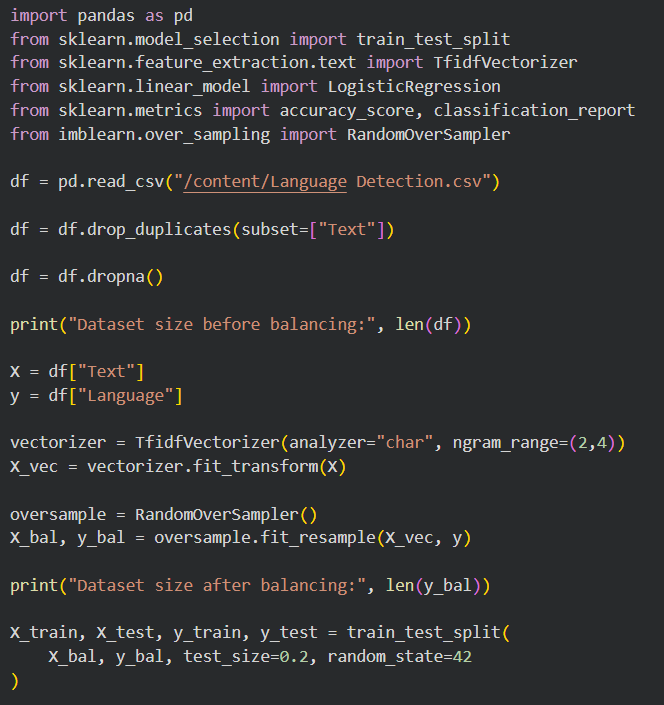 import pandas as pd
from sklearn.model_selection import train_test_split
from sklearn.feature_extraction.text import TfidfVectorizer
from sklearn.linear_model import LogisticRegression
from sklearn.metrics import accuracy_score, classification_report
from imblearn.over_sampling import RandomOverSampler

df = pd.read_csv("/content/Language Detection.csv")

df = df.drop_duplicates(subset=["Text"])

df = df.dropna()

print("Dataset size before balancing:", len(df))

X = df["Text"]
y = df["Language"]

vectorizer = TfidfVectorizer(analyzer="char", ngram_range=(2,4))
X_vec = vectorizer.fit_transform(X)

oversample = RandomOverSampler()
X_bal, y_bal = oversample.fit_resample(X_vec, y)

print("Dataset size after balancing:", len(y_bal))

X_train, X_test, y_train, y_test = train_test_split(
    X_bal, y_bal, test_size=0.2, random_state=42
)